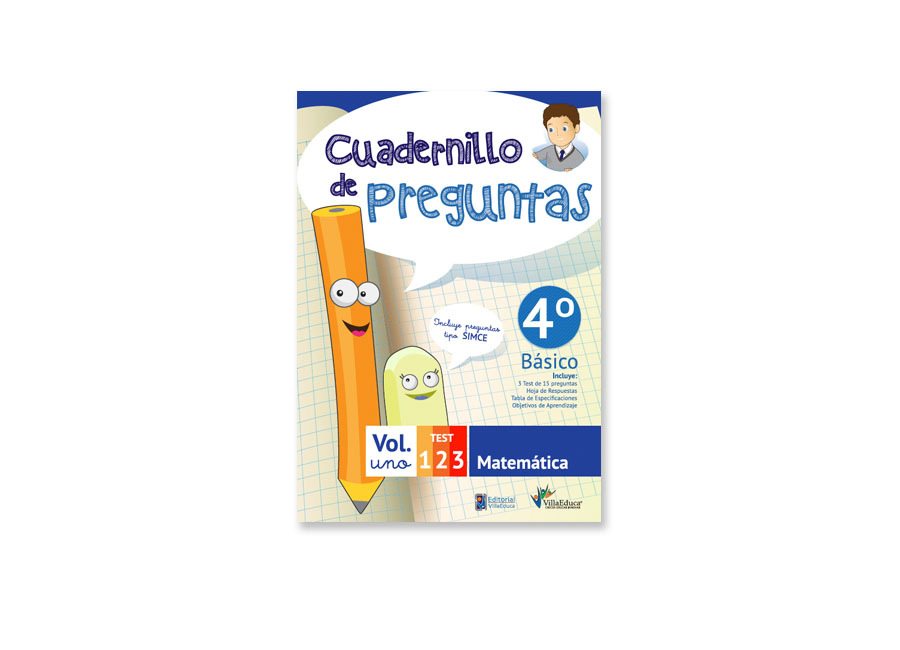 Cuadernillo
de preguntas
Incluye preguntas
tipo SIMCE
4º
Básico
Incluye:
3 Test de 15 preguntas
Hoja de Respuestas
Tabla de Especificaciones
Objetivos de Aprendizaje
Vol.
uno
TEST
1 2 3
Matemática
Editorial
VillaEduca
VillaEduca